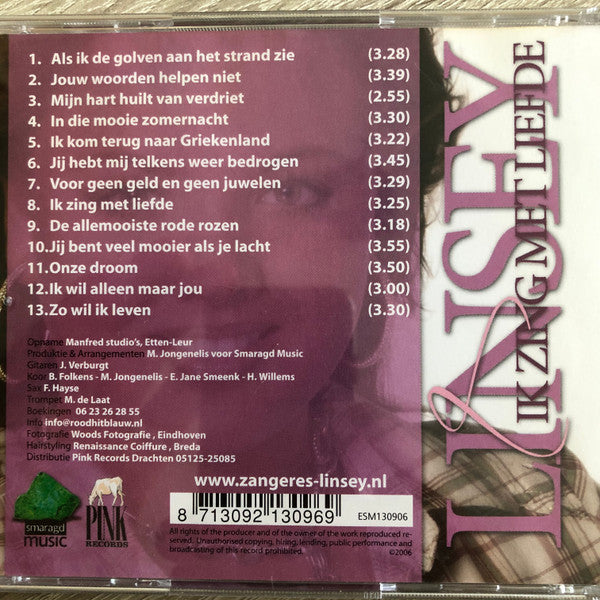 1. Als ik de golven aan het strand zie (3.28)
2. Jouw woorden helpen niet (3.39)
3. Mijn hart huilt van verdriet (2.55)
4. In die mooie zomernacht (3.30)
5. Ik kom terug naar Griekenland (3.22)
6. Jij hebt mij telkens weer bedrogen (3.45)
7. Voor geen geld en geen juwelen (3.29)
8. Ik zing met liefde (3.25)
9. De allemooiste rode rozen (3.18)
10. Jij bent veel mooier als je lacht (3.55)
11. Onze droom (3.50)
12. Ik wil alleen maar jou (3.00)
13. Zo wil ik leven (3.30)
Opname Manfred studio's, Etten-Leur
Produktie & Arrangementen M. Jongenelis voor Smaragd Music
Gitaren J. Verburgt
Koor B. Folkens - M. Jongenelis - E. Jane Smeenk - H. Willems
Sax F. Hayse
Trompet M. de Laat
Boekingen 06 23 26 28 55
Info info@roodhitblauw.nl
Fotografie Woods Fotografie, Eindhoven
Hairstyling Renaissance Coiffure, Breda
Distributie Pink Records Drachten 05125-25085
smaragd
music
PINK
RECORDS
www.zangeres-linsey.nl
8 713092 130969
ESM130906
All rights of the producer and of the owner of the work reproduced re-
served. Unauthorised copying, hiring, lending, public performance and
broadcasting of this record prohibited. ©2006
LINSEY
IK ZING MET LIEFDE